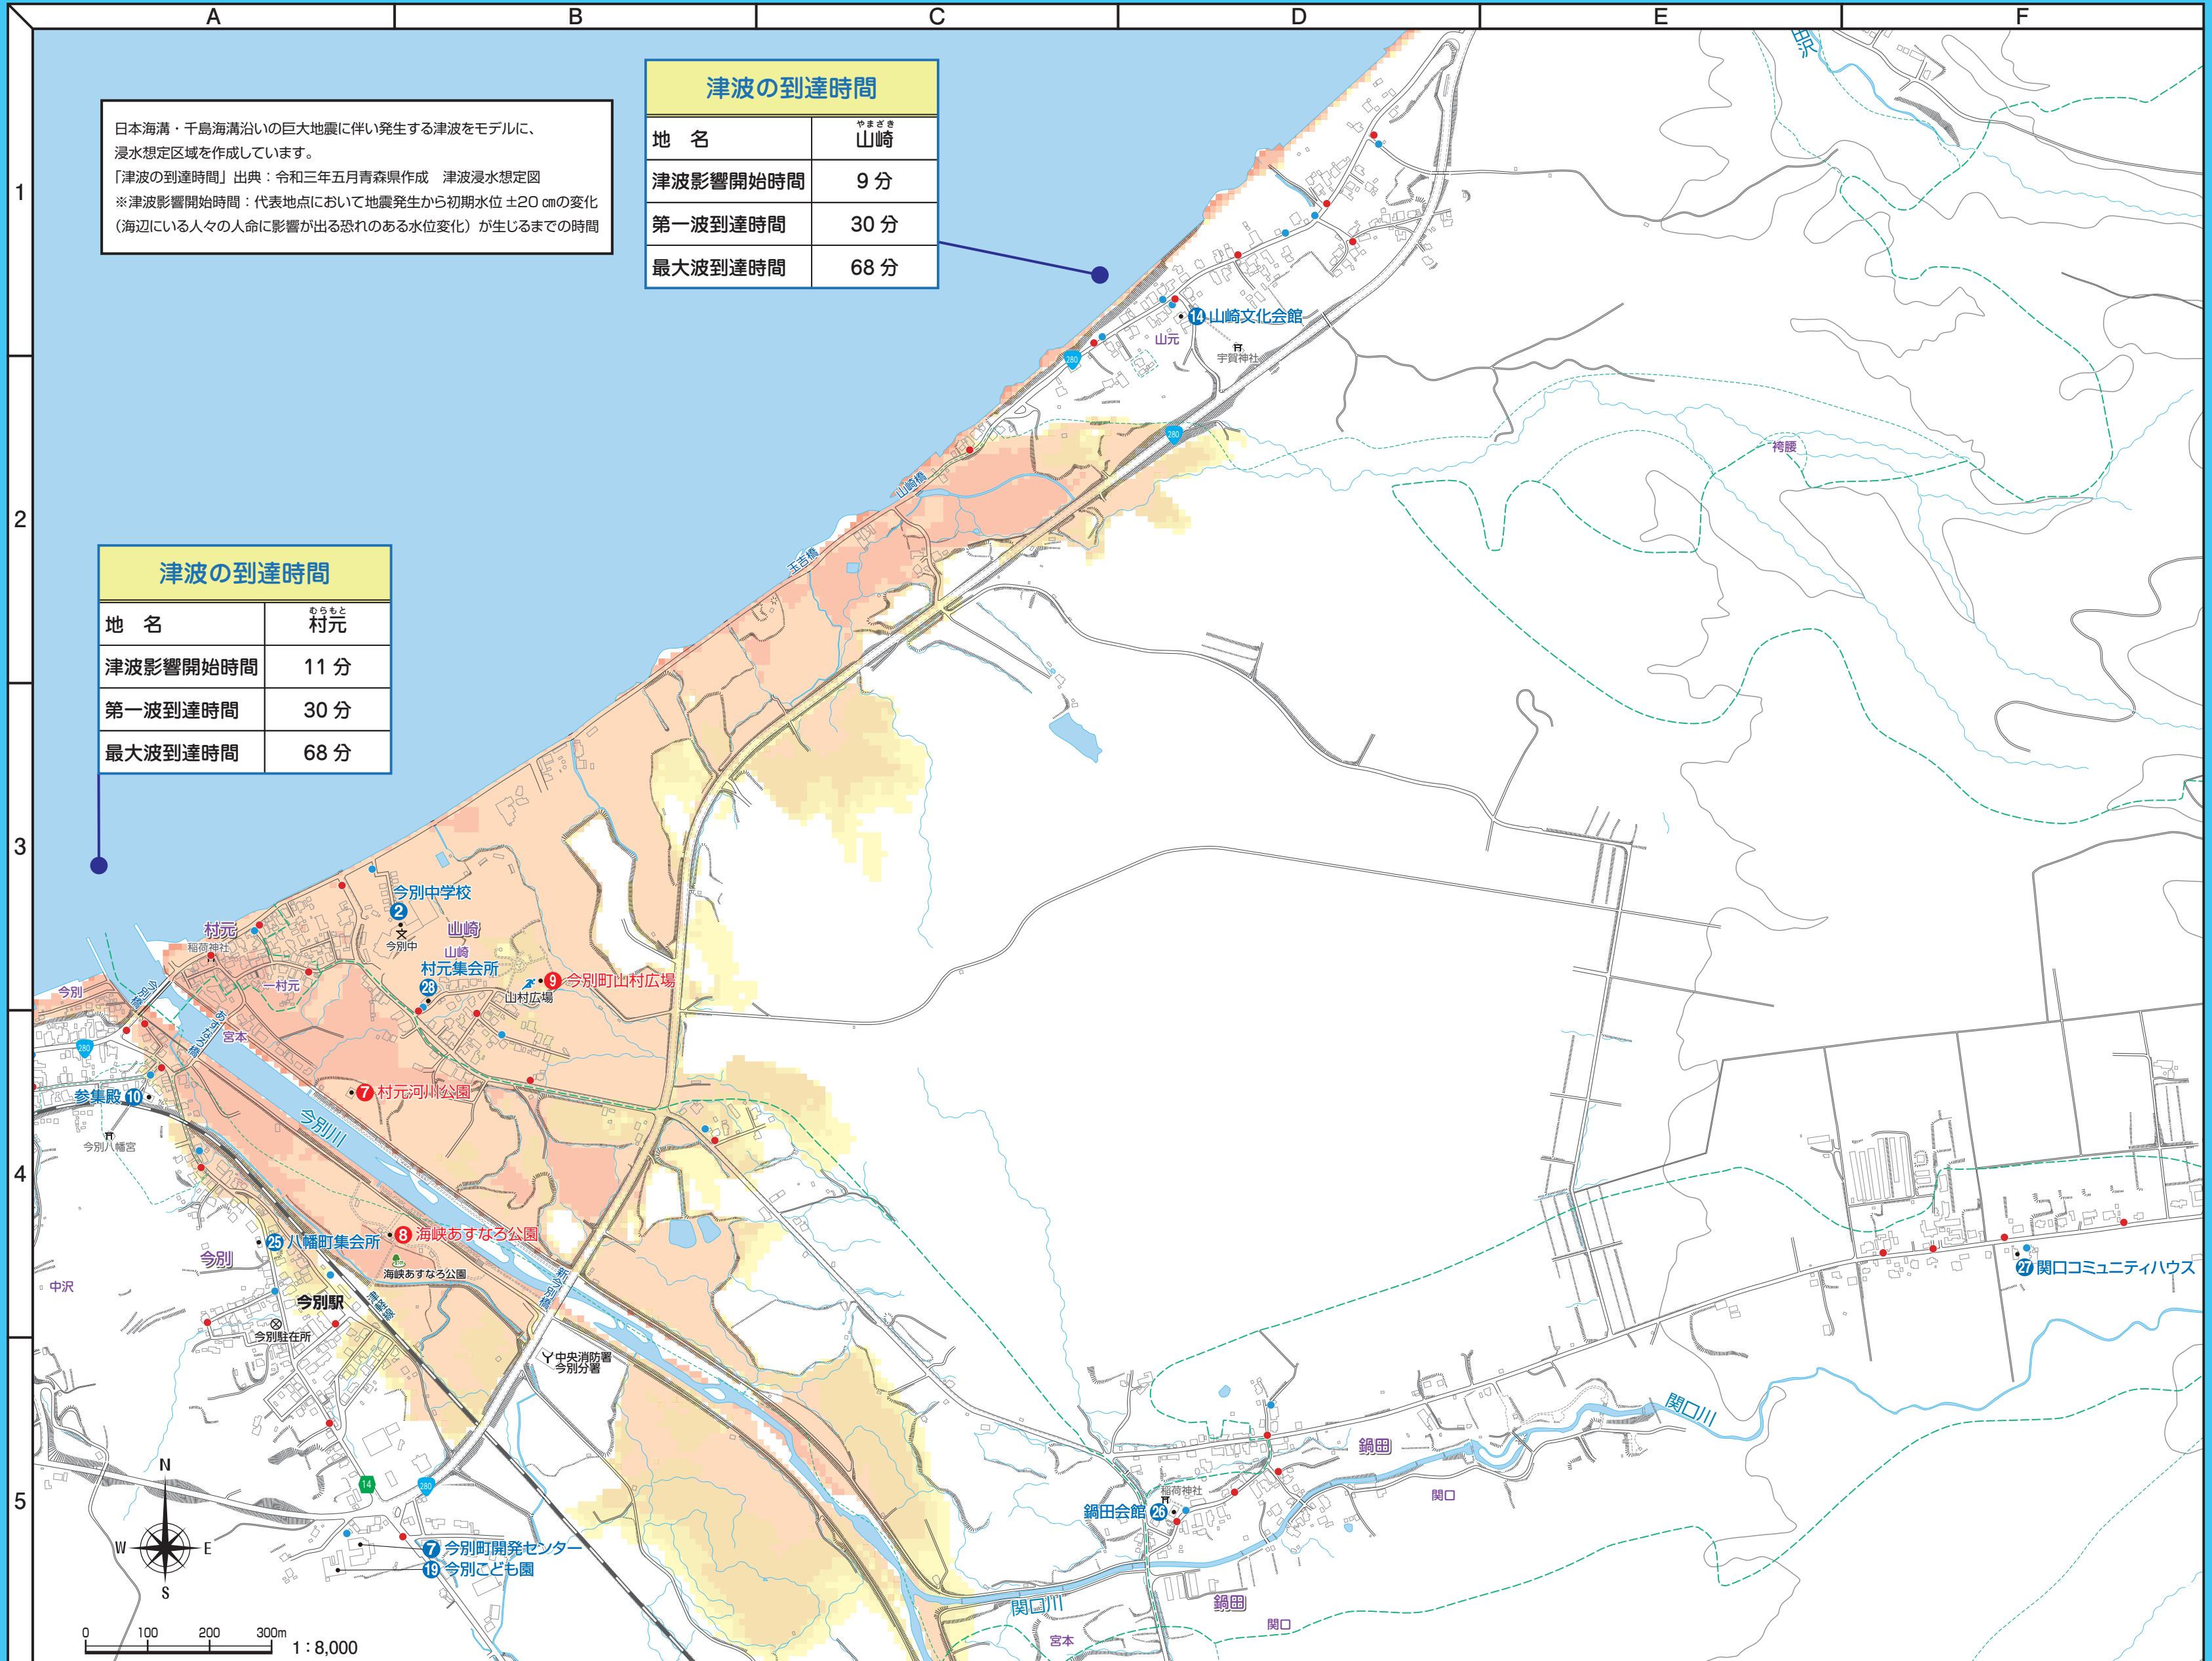 A
B
C
D
E
F
1
2
3
4
5
日本海溝・千島海溝沿いの巨大地震に伴い発生する津波をモデルに、
浸水想定区域を作成しています。
「津波の到達時間」出典：令和三年五月青森県作成　津波浸水想定図
※津波影響開始時間：代表地点において地震発生から初期水位 ±20 ㎝の変化
（海辺にいる人々の人命に影響が出る恐れのある水位変化）が生じるまでの時間
津波の到達時間
やまざき
地　名 山崎
津波影響開始時間 9 分
第一波到達時間 30 分
最大波到達時間 68 分
津波の到達時間
むらもと
地　名 村元
津波影響開始時間 11 分
第一波到達時間 30 分
最大波到達時間 68 分
14 山崎文化会館
山元
宇賀神社
280
280
袴腰
山崎橋
玉吉橋
今別中学校
2
今別中
村元
稲荷神社
山崎
山崎
村元集会所
28
9 今別町山村広場
山村広場
一村元
今別
今別橋
あすなろ橋
宮本
280
7 村元河川公園
参集殿 10
今別八幡宮
今別川
8 海峡あすなろ公園
海峡あすなろ公園
25 八幡町集会所
今別
中沢
今別駅
津軽線
新今別橋
今別駐在所
中央消防署
今別分署
27 関口コミュニティハウス
関口川
鍋田
関口
稲荷神社
鍋田会館 26
14
280
7 今別町開発センター
19 今別こども園
関口川
鍋田
関口
宮本
N
W
E
S
0 100 200 300m
1：8,000